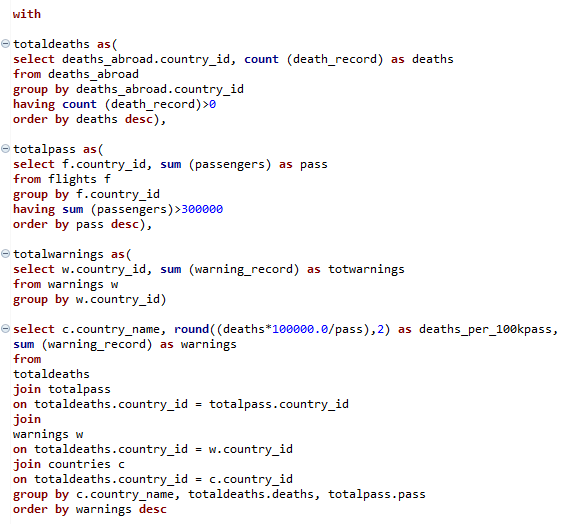 with
totaldeaths as(
select deaths_abroad.country_id, count (death_record) as deaths
from deaths_abroad
group by deaths_abroad.country_id
having count (death_record)>0
order by deaths desc),
totalpass as(
select f.country_id, sum (passengers) as pass
from flights f
group by f.country_id
having sum (passengers)>300000
order by pass desc),
totalwarnings as(
select w.country_id, sum (warning_record) as totwarnings
from warnings w
group by w.country_id)
select c.country_name, round((deaths*100000.0/pass),2) as deaths_per_100kpass,
sum (warning_record) as warnings
from
totaldeaths
join totalpass
on totaldeaths.country_id = totalpass.country_id
join
warnings w
on totaldeaths.country_id = w.country_id
join countries c
on totaldeaths.country_id = c.country_id
group by c.country_name, totaldeaths.deaths, totalpass.pass
order by warnings desc